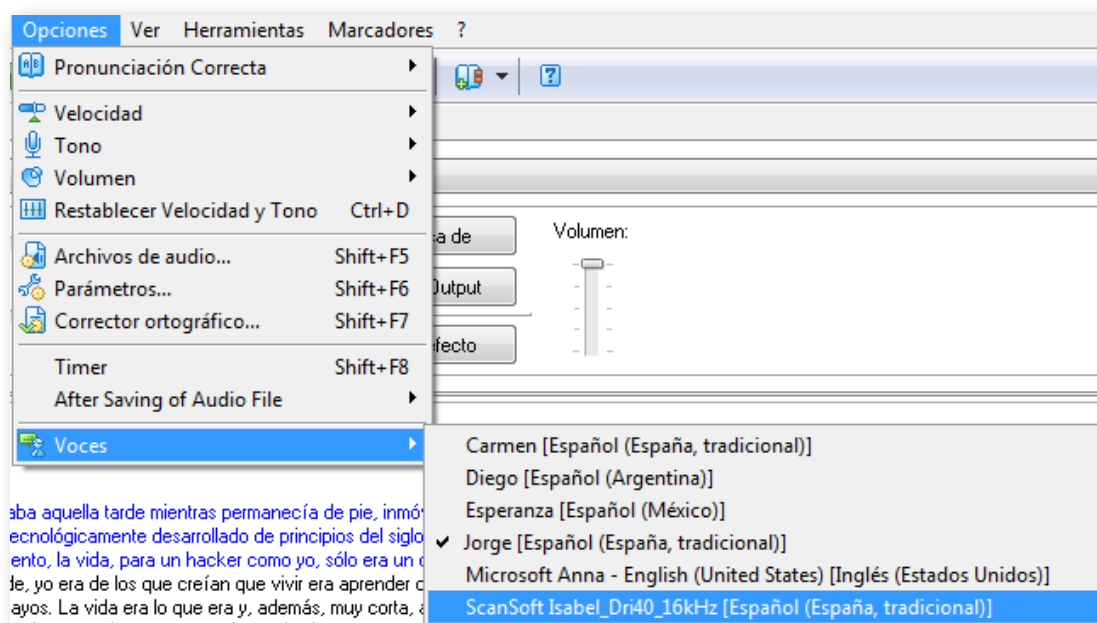 Opciones Ver Herramientas Marcadores ?
Pronunciación Correcta
Velocidad
Tono
Volumen
Restablecer Velocidad y Tono Ctrl+D
Archivos de audio... Shift+F5
Parámetros... Shift+F6
Corrector ortográfico... Shift+F7
Timer Shift+F8
After Saving of Audio File
Voces
de
Output
Volumen:
Carmen [Español (España, tradicional)]
Diego [Español (Argentina)]
Esperanza [Español (México)]
Jorge [Español (España, tradicional)]
Microsoft Anna - English (United States) [Inglés (Estados Unidos)]
ScanSoft Isabel_Dri40_16kHz [Español (España, tradicional)]
aba aquella tarde mientras permanecía de pie,
ecnológicamente desarrollado de principios del siglo
ento, la vida, para un hacker como yo, sólo era un
de, yo era de los que creían que vivir era aprender
ayos. La vida era lo que era y, además, muy corta,